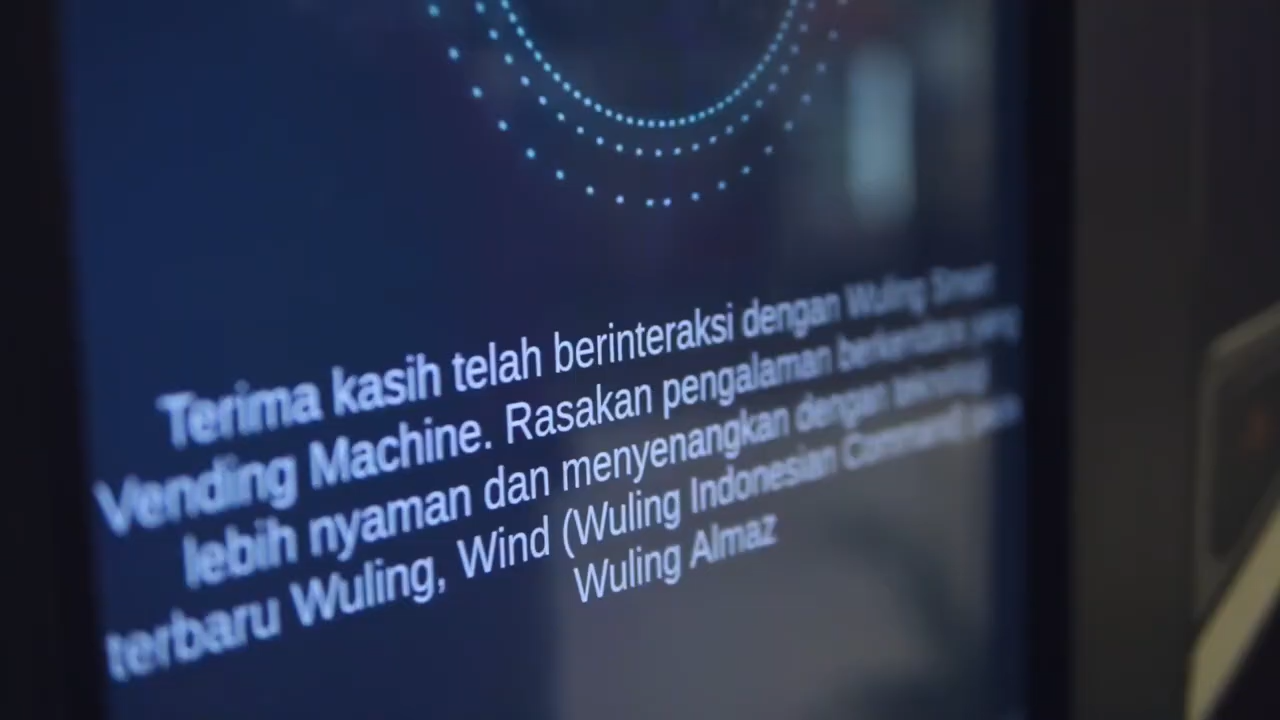 Terima kasih telah berinteraksi dengan Wuling Smart
Vending Machine. Rasakan pengalaman berkendara yang
lebih nyaman dan menyenangkan dengan teknologi
terbaru Wuling, Wind (Wuling Indonesian Command) pada
Wuling Almaz